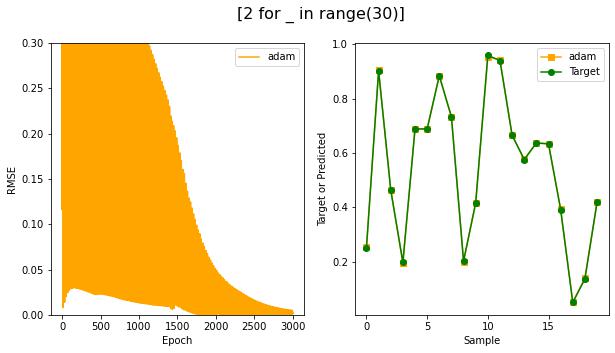 [2 for _ in range(30)]
0.30
0.25
0.20
0.15
0.10
0.05
0.00
RMSE
0 500 1000 1500 2000 2500 3000
Epoch
adam
1.0
0.8
0.6
0.4
0.2
Target or Predicted
0 5 10 15
Sample
adam
Target